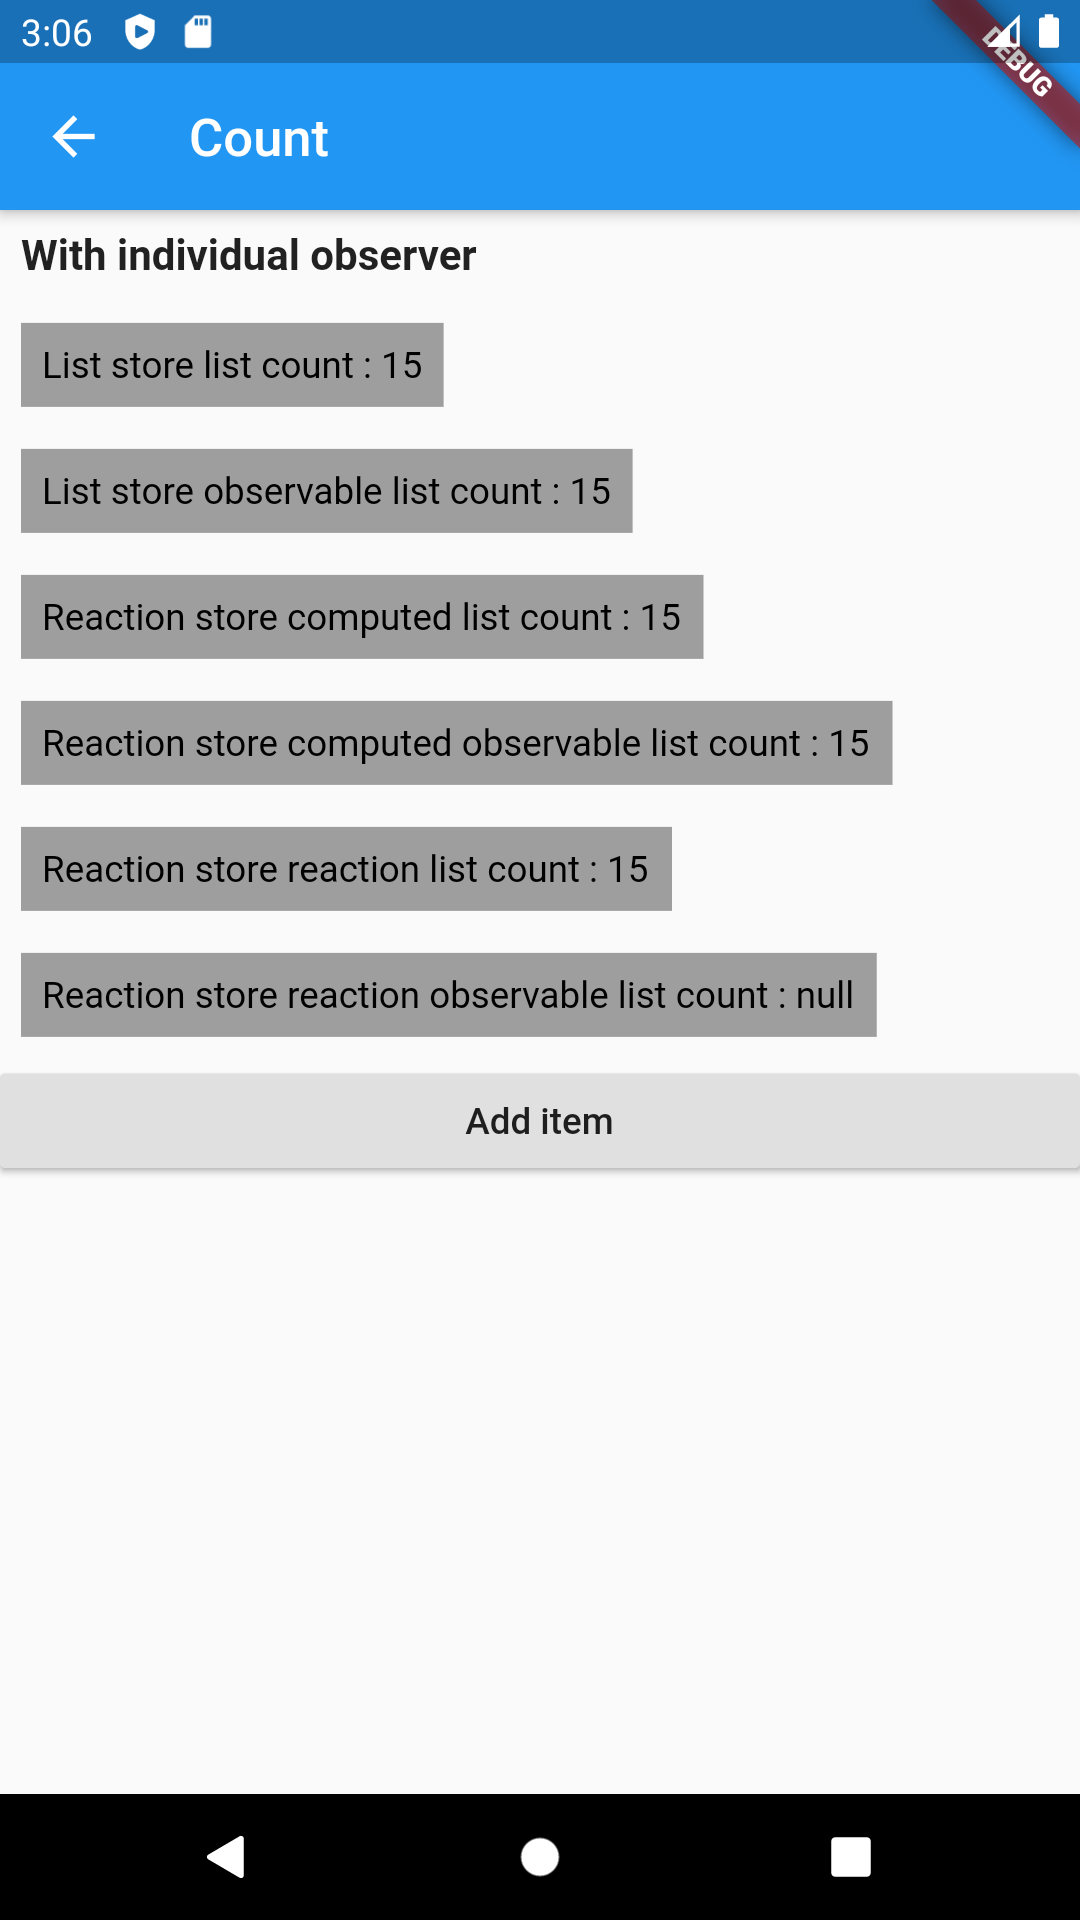 3:06
DEBUG
Count
With individual observer
List store list count : 15
List store observable list count : 15
Reaction store computed list count : 15
Reaction store computed observable list count : 15
Reaction store reaction list count : 15
Reaction store reaction observable list count : null
Add item